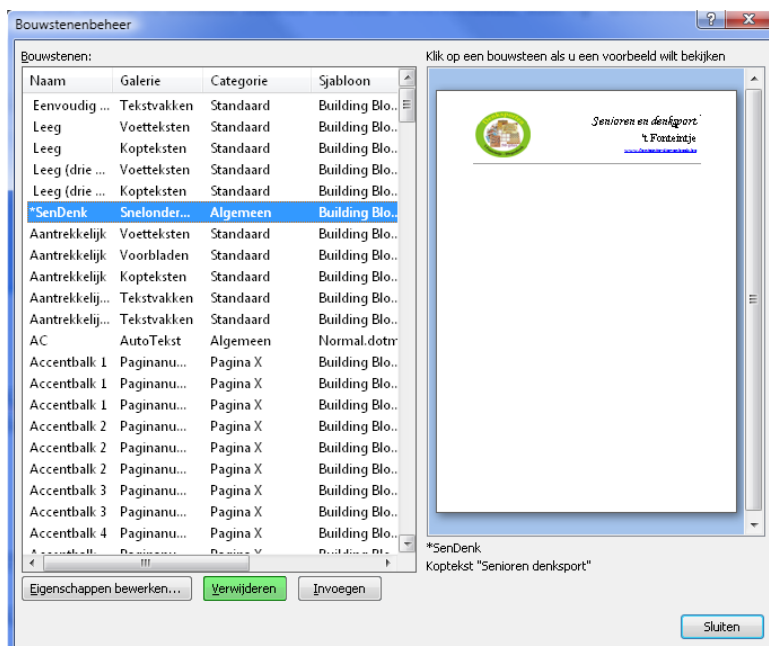 Bouwstenenbeheer
Bouwstenen:
Klik op een bouwsteen als u een voorbeeld wilt bekijken
Naam Galerie Categorie Sjabloon
Eenvoudig ... Tekstvakken Standaard Building Blo...
Leeg Voetteksten Standaard Building Blo...
Leeg Kopteksten Standaard Building Blo...
Leeg (drie ... Voetteksten Standaard Building Blo...
Leeg (drie ... Kopteksten Standaard Building Blo...
*SenDenk Snelonder... Algemeen Building Blo...
Aantrekkelijk Voetteksten Standaard Building Blo...
Aantrekkelijk Voorbladen Standaard Building Blo...
Aantrekkelijk Kopteksten Standaard Building Blo...
Aantrekkelij... Tekstvakken Standaard Building Blo...
Aantrekkelij... Tekstvakken Standaard Building Blo...
AC AutoTekst Algemeen Normal.dotm
Accentbalk 1 Paginanu... Pagina X Building Blo...
Accentbalk 1 Paginanu... Pagina X Building Blo...
Accentbalk 1 Paginanu... Pagina X Building Blo...
Accentbalk 2 Paginanu... Pagina X Building Blo...
Accentbalk 2 Paginanu... Pagina X Building Blo...
Accentbalk 2 Paginanu... Pagina X Building Blo...
Accentbalk 3 Paginanu... Pagina X Building Blo...
Accentbalk 3 Paginanu... Pagina X Building Blo...
Accentbalk 4 Paginanu... Pagina X Building Blo...
Senioren en denksport
't Fonteintje
*SenDenk
Koptekst "Senioren denksport"
Eigenschappen bewerken... Verwijderen Invoegen
Sluiten